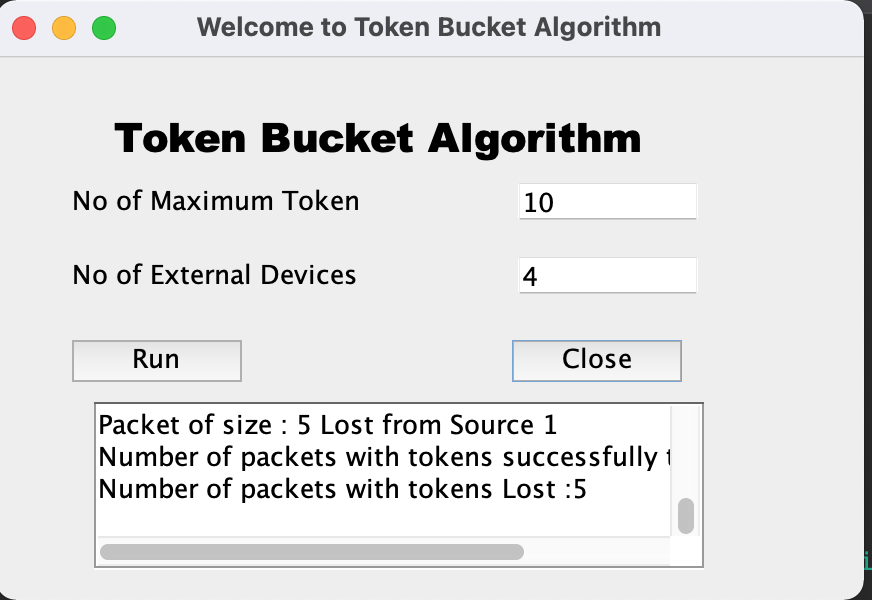 Welcome to Token Bucket Algorithm
Token Bucket Algorithm
No of Maximum Token 10
No of External Devices 4
Run Close
Packet of size : 5 Lost from Source 1
Number of packets with tokens successfully
Number of packets with tokens Lost :5